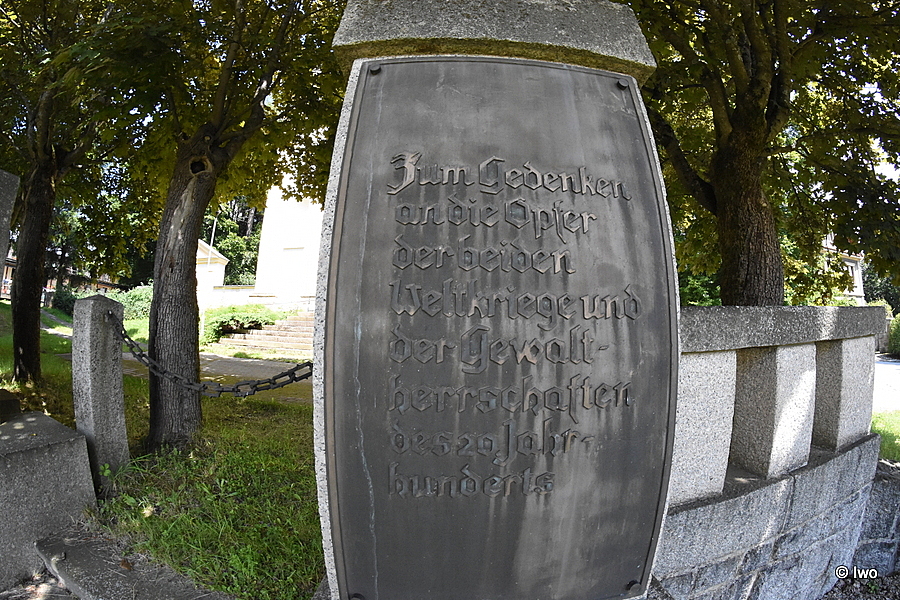 Zum Gedenken
an die Opfer
der beiden
Weltkriege und
der Gewalt-
herrschaften
des 20 Jahr-
hunderts
© Iwo